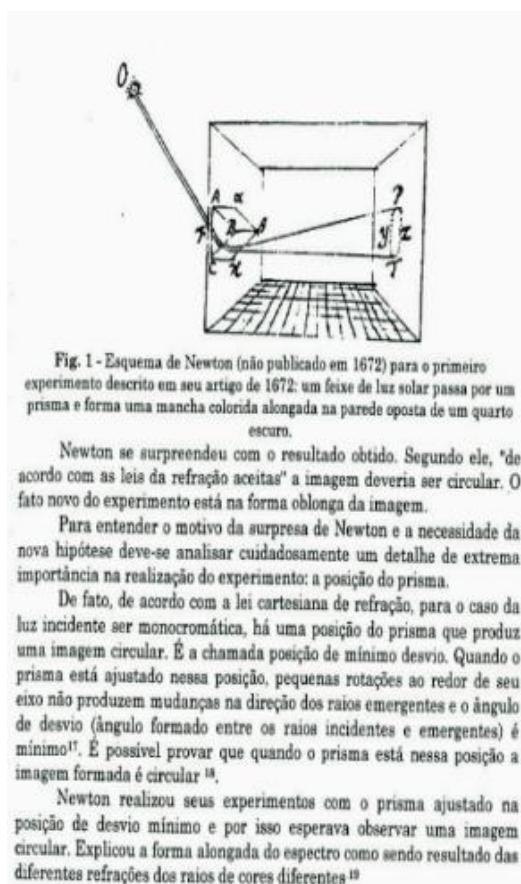 O
A α
F B β
C ϰ
P
y z
T
Fig. 1 - Esquema de Newton (não publicado em 1672) para o primeiro
experimento descrito em seu artigo de 1672: um feixe de luz solar passa por um
prisma e forma uma mancha colorida alongada na parede oposta de um quarto
escuro.
Newton se surpreendeu com o resultado obtido. Segundo ele, "de
acordo com as leis da refração aceitas" a imagem deveria ser circular. O
fato novo do experimento está na forma oblonga da imagem.
Para entender o motivo da surpresa de Newton e a necessidade da
nova hipótese deve-se analisar cuidadosamente um detalhe de extrema
importância na realização do experimento: a posição do prisma.
De fato, de acordo com a lei cartesiana de refração, para o caso da
luz incidente ser monocromática, há uma posição do prisma que produz
uma imagem circular. É a chamada posição de mínimo desvio. Quando o
prisma está ajustado nessa posição, pequenas rotações ao redor de seu
eixo não produzem mudanças na direção dos raios emergentes e o ângulo
de desvio (ângulo formado entre os raios incidentes e emergentes) é
mínimo¹⁷. É possível provar que quando o prisma está nessa posição a
imagem formada é circular ¹⁸.
Newton realizou seus experimentos com o prisma ajustado na
posição de desvio mínimo e por isso esperava observar uma imagem
circular. Explicou a forma alongada do espectro como sendo resultado das
diferentes refrações dos raios de cores diferentes ¹⁹